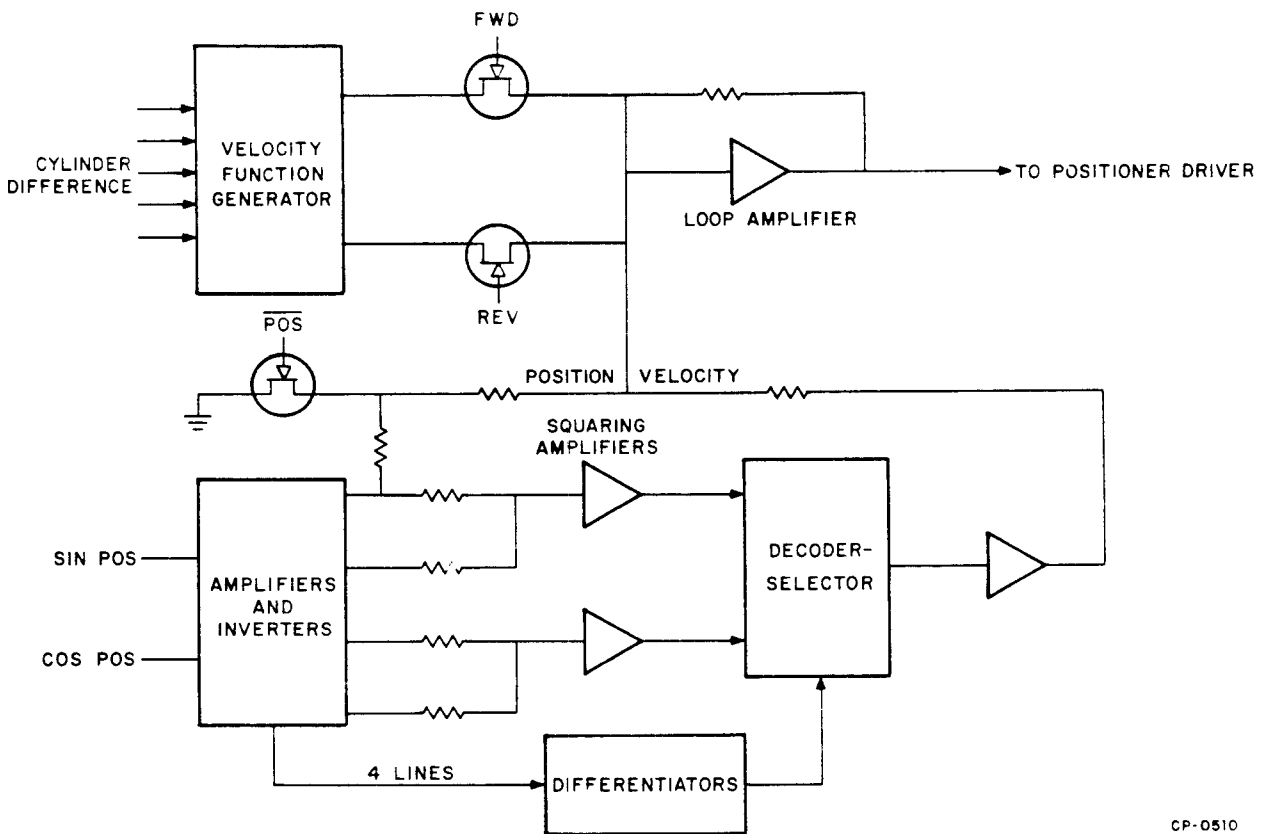 FWD
CYLINDER
DIFFERENCE
VELOCITY
FUNCTION
GENERATOR
TO POSITIONER DRIVER
LOOP AMPLIFIER
REV
POS
POSITION VELOCITY
SQUARING
AMPLIFIERS
SIN POS
COS POS
AMPLIFIERS
AND
INVERTERS
DECODER-
SELECTOR
4 LINES
DIFFERENTIATORS
CP-0510